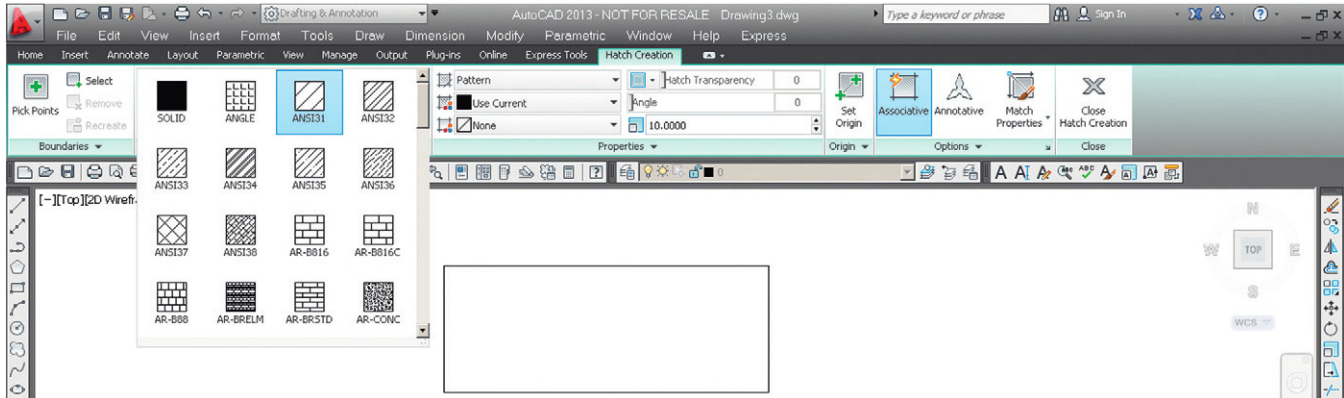 Drafting & Annotation
AutoCAD 2013 - NOT FOR RESALE Drawing3.dwg
Type a keyword or phrase
Sign In
File Edit View Insert Format Tools Draw Dimension Modify Parametric Window Help Express
Home Insert Annotate Layout Parametric View Manage Output Plug-ins Online Express Tools Hatch Creation
Pick Points
Select
Remove
Recreate
Boundaries
SOLID ANGLE ANSI31 ANSI32
ANSI33 ANSI34 ANSI35 ANSI36
ANSI37 ANSI38 AR-B816 AR-B816C
AR-B88 AR-BRELM AR-BRSTD AR-CONC
Pattern
Use Current
None
Hatch Transparency 0
Angle 0
10.0000
Properties
Set Origin
Origin
Associative Annotative Match Properties
Options
Close Hatch Creation
Close
0
[-][Top][2D Wirefr
N
W TOP E
S
WCS